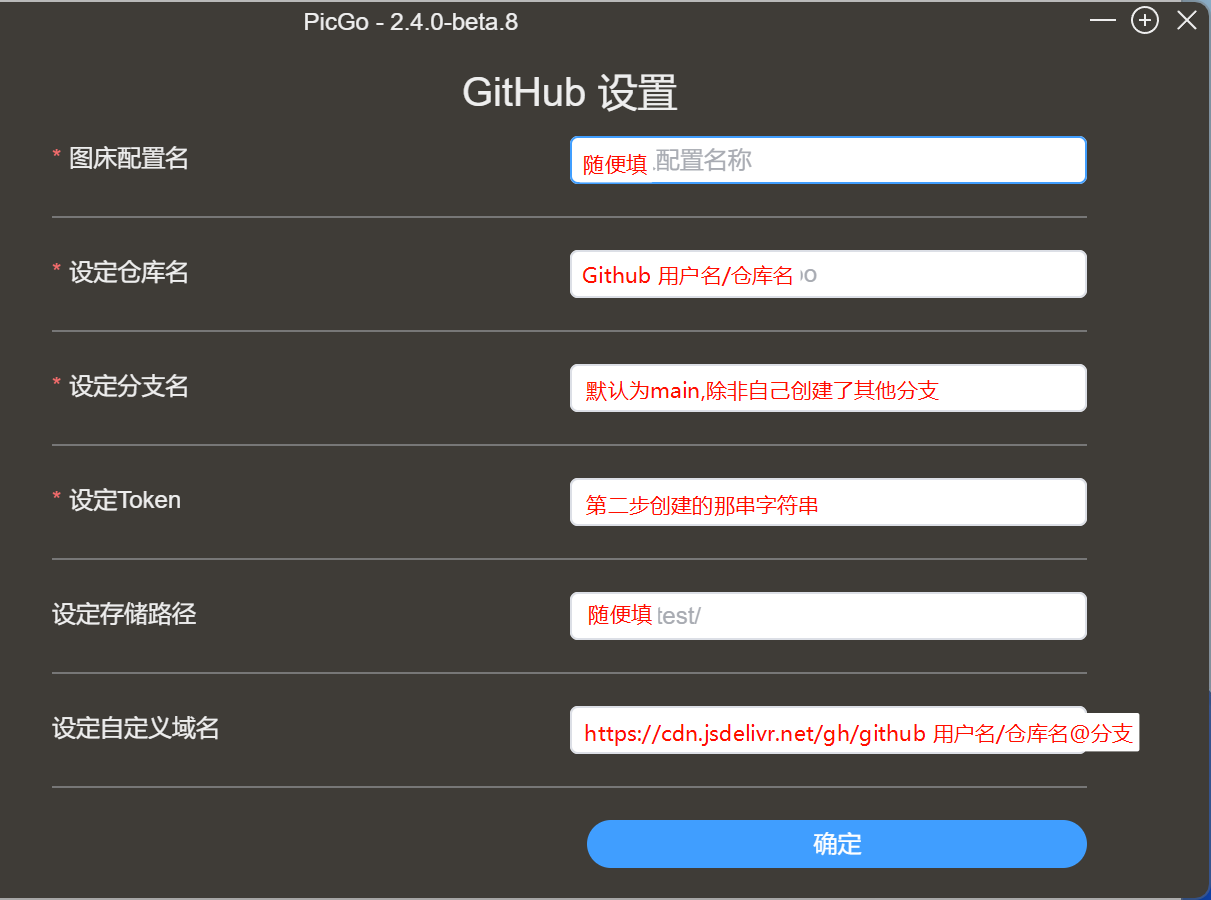 PicGo - 2.4.0-beta.8
GitHub 设置
* 图床配置名
随便填 配置名称
* 设定仓库名
Github 用户名/仓库名
* 设定分支名
默认为main,除非自己创建了其他分支
* 设定Token
第二步创建的那串字符串
设定存储路径
随便填 test/
设定自定义域名
https://cdn.jsdelivr.net/gh/github 用户名/仓库名@分支
确定